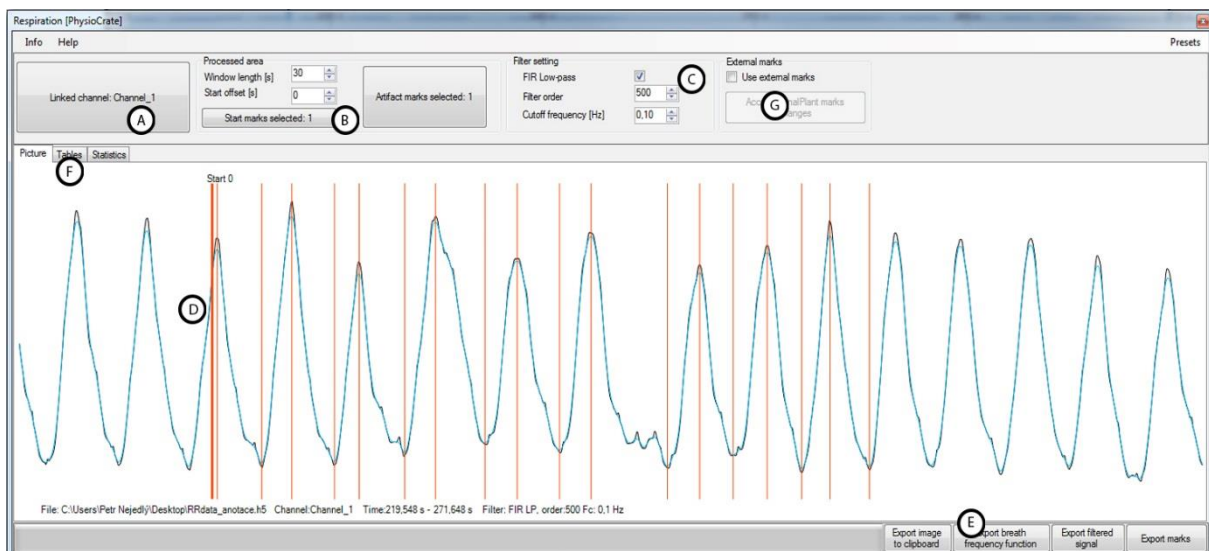 Respiration [PhysioCrate]
Info Help Presets
Linked channel: Channel_1
A
Processed area
Window length [s] 30
Start offset [s] 0
Start marks selected: 1
B
Artifact marks selected: 1
Filter setting
FIR Low-pass
C
Filter order 500
Cutoff frequency [Hz] 0,10
External marks
Use external marks
G
marks
Picture Tables Statistics
F
Start 0
D
File: C:\Users\Petr Nejedlý\Desktop\RRdata_anotace.h5 Channel:Channel_1 Time:219,548 s - 271,648 s Filter: FIR LP, order:500 Fc: 0,1 Hz
E
Export image
to clipboard
breath
frequency function
Export filtered
signal
Export marks